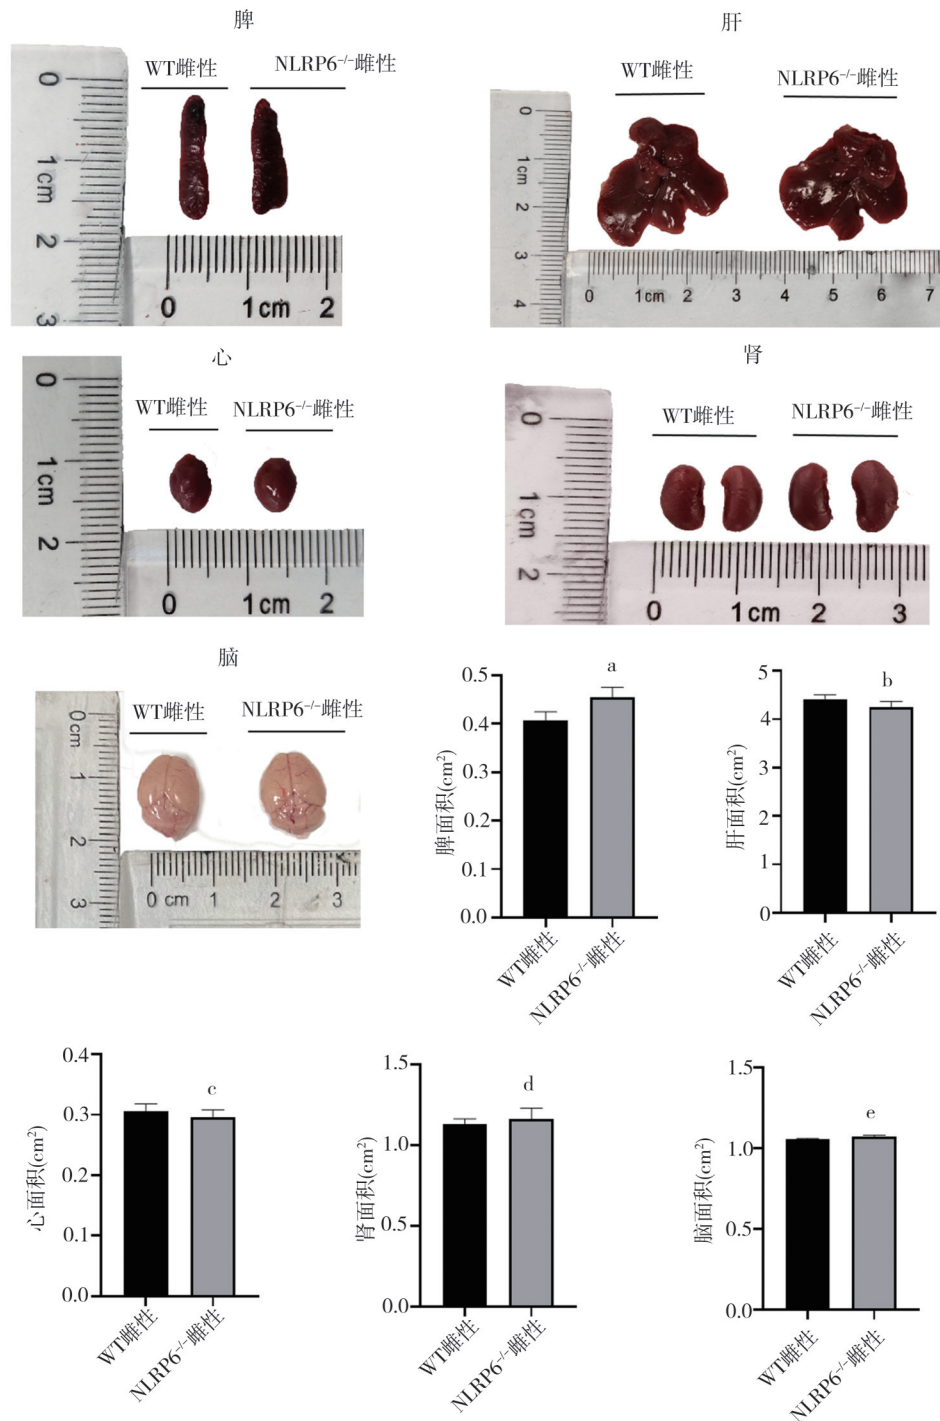 脾
WT雌性
NLRP6⁻/⁻雌性
0
1cm
2
3
0 1cm 2
肝
WT雌性
NLRP6⁻/⁻雌性
0
1cm
2
3
4
0 1cm 2 3 4 5 6 7
心
WT雌性
NLRP6⁻/⁻雌性
0
1cm
2
0 1cm 2
肾
WT雌性
NLRP6⁻/⁻雌性
0
1cm
2
0 1cm 2 3
脑
WT雌性
NLRP6⁻/⁻雌性
0cm
1
2
3
0 cm 1 2 3
脾面积(cm²)
0.5
0.4
0.3
0.2
0.1
0.0
a
WT雌性
NLRP6⁻/⁻雌性
肝面积(cm²)
5
4
3
2
1
0
b
WT雌性
NLRP6⁻/⁻雌性
心面积(cm²)
0.4
0.3
0.2
0.1
0.0
c
WT雌性
NLRP6⁻/⁻雌性
肾面积(cm²)
1.5
1.0
0.5
0.0
d
WT雌性
NLRP6⁻/⁻雌性
脑面积(cm²)
1.5
1.0
0.5
0.0
e
WT雌性
NLRP6⁻/⁻雌性